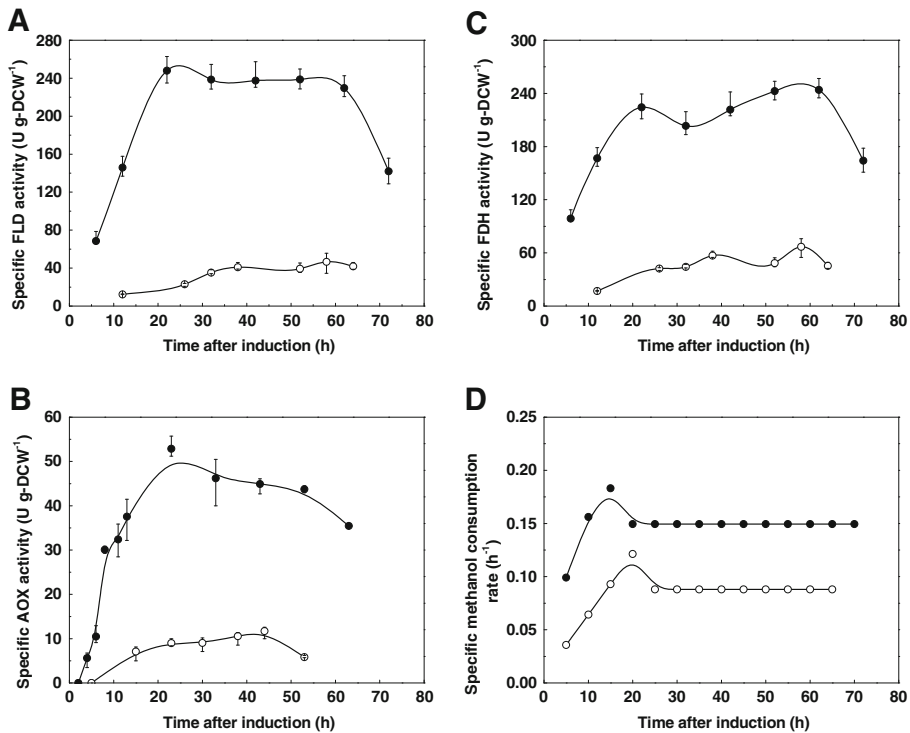 A
Specific FLD activity (U g-DCW⁻¹)
280
240
200
160
120
80
40
0
0 10 20 30 40 50 60 70 80
Time after induction (h)
C
Specific FDH activity (U g-DCW⁻¹)
300
240
180
120
60
0
0 10 20 30 40 50 60 70 80
Time after induction (h)
B
Specific AOX activity (U g-DCW⁻¹)
60
50
40
30
20
10
0
0 10 20 30 40 50 60 70 80
Time after induction (h)
D
Specific methanol consumption
rate (h⁻¹)
0.25
0.20
0.15
0.10
0.05
0.00
0 10 20 30 40 50 60 70 80
Time after induction (h)